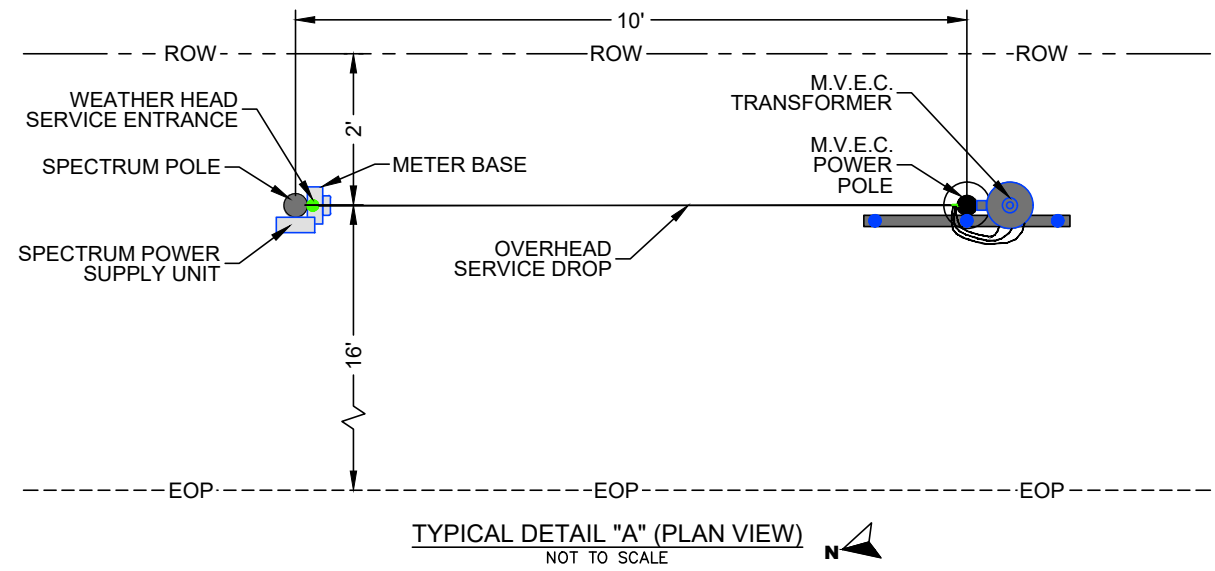 10'
ROW
ROW
ROW
WEATHER HEAD
SERVICE ENTRANCE
2'
M.V.E.C.
TRANSFORMER
SPECTRUM POLE
METER BASE
M.V.E.C.
POWER
POLE
SPECTRUM POWER
SUPPLY UNIT
OVERHEAD
SERVICE DROP
16'
EOP
EOP
EOP
TYPICAL DETAIL "A" (PLAN VIEW)
NOT TO SCALE
N